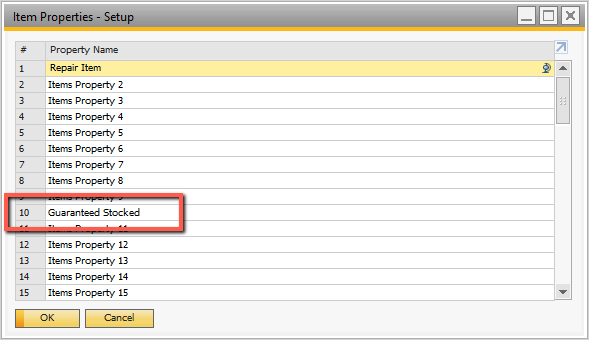 Item Properties - Setup
# Property Name
1 Repair Item
2 Items Property 2
3 Items Property 3
4 Items Property 4
5 Items Property 5
6 Items Property 6
7 Items Property 7
8 Items Property 8
9 Items Property 9
10 Guaranteed Stocked
11 Items Property 11
12 Items Property 12
13 Items Property 13
14 Items Property 14
15 Items Property 15
OK Cancel